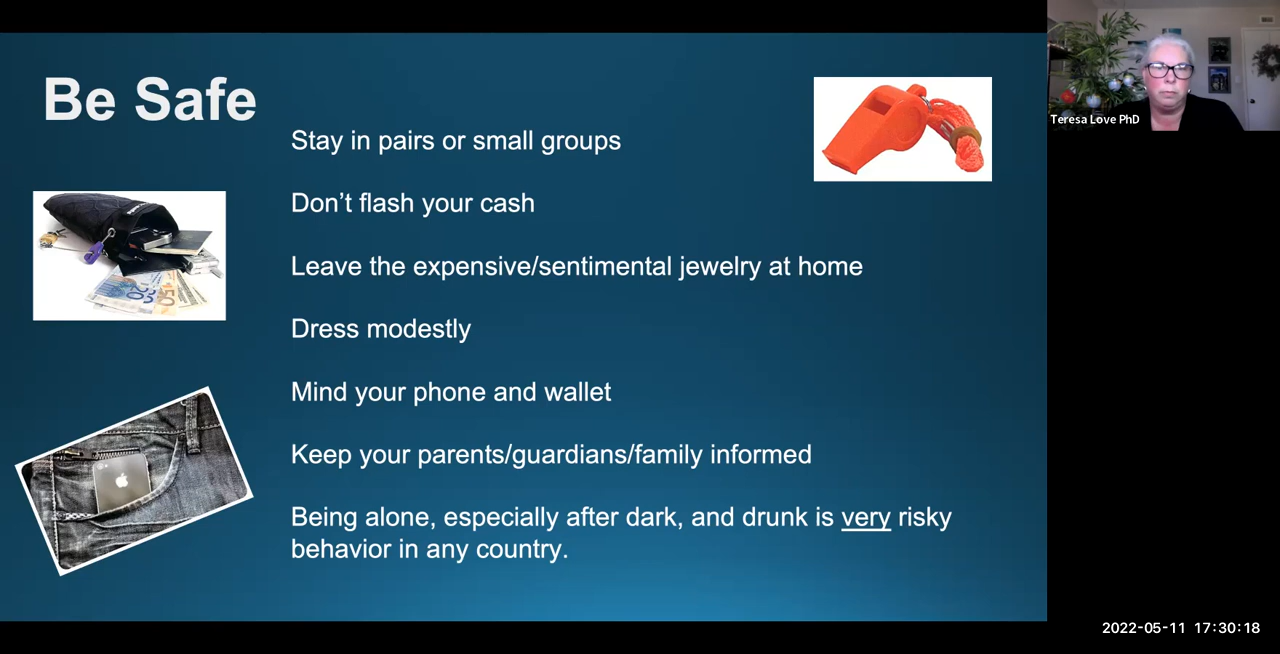 Be Safe
Stay in pairs or small groups
Don’t flash your cash
Leave the expensive/sentimental jewelry at home
Dress modestly
Mind your phone and wallet
Keep your parents/guardians/family informed
Being alone, especially after dark, and drunk is very risky
behavior in any country.
Teresa Love PhD
2022-05-11 17:30:18